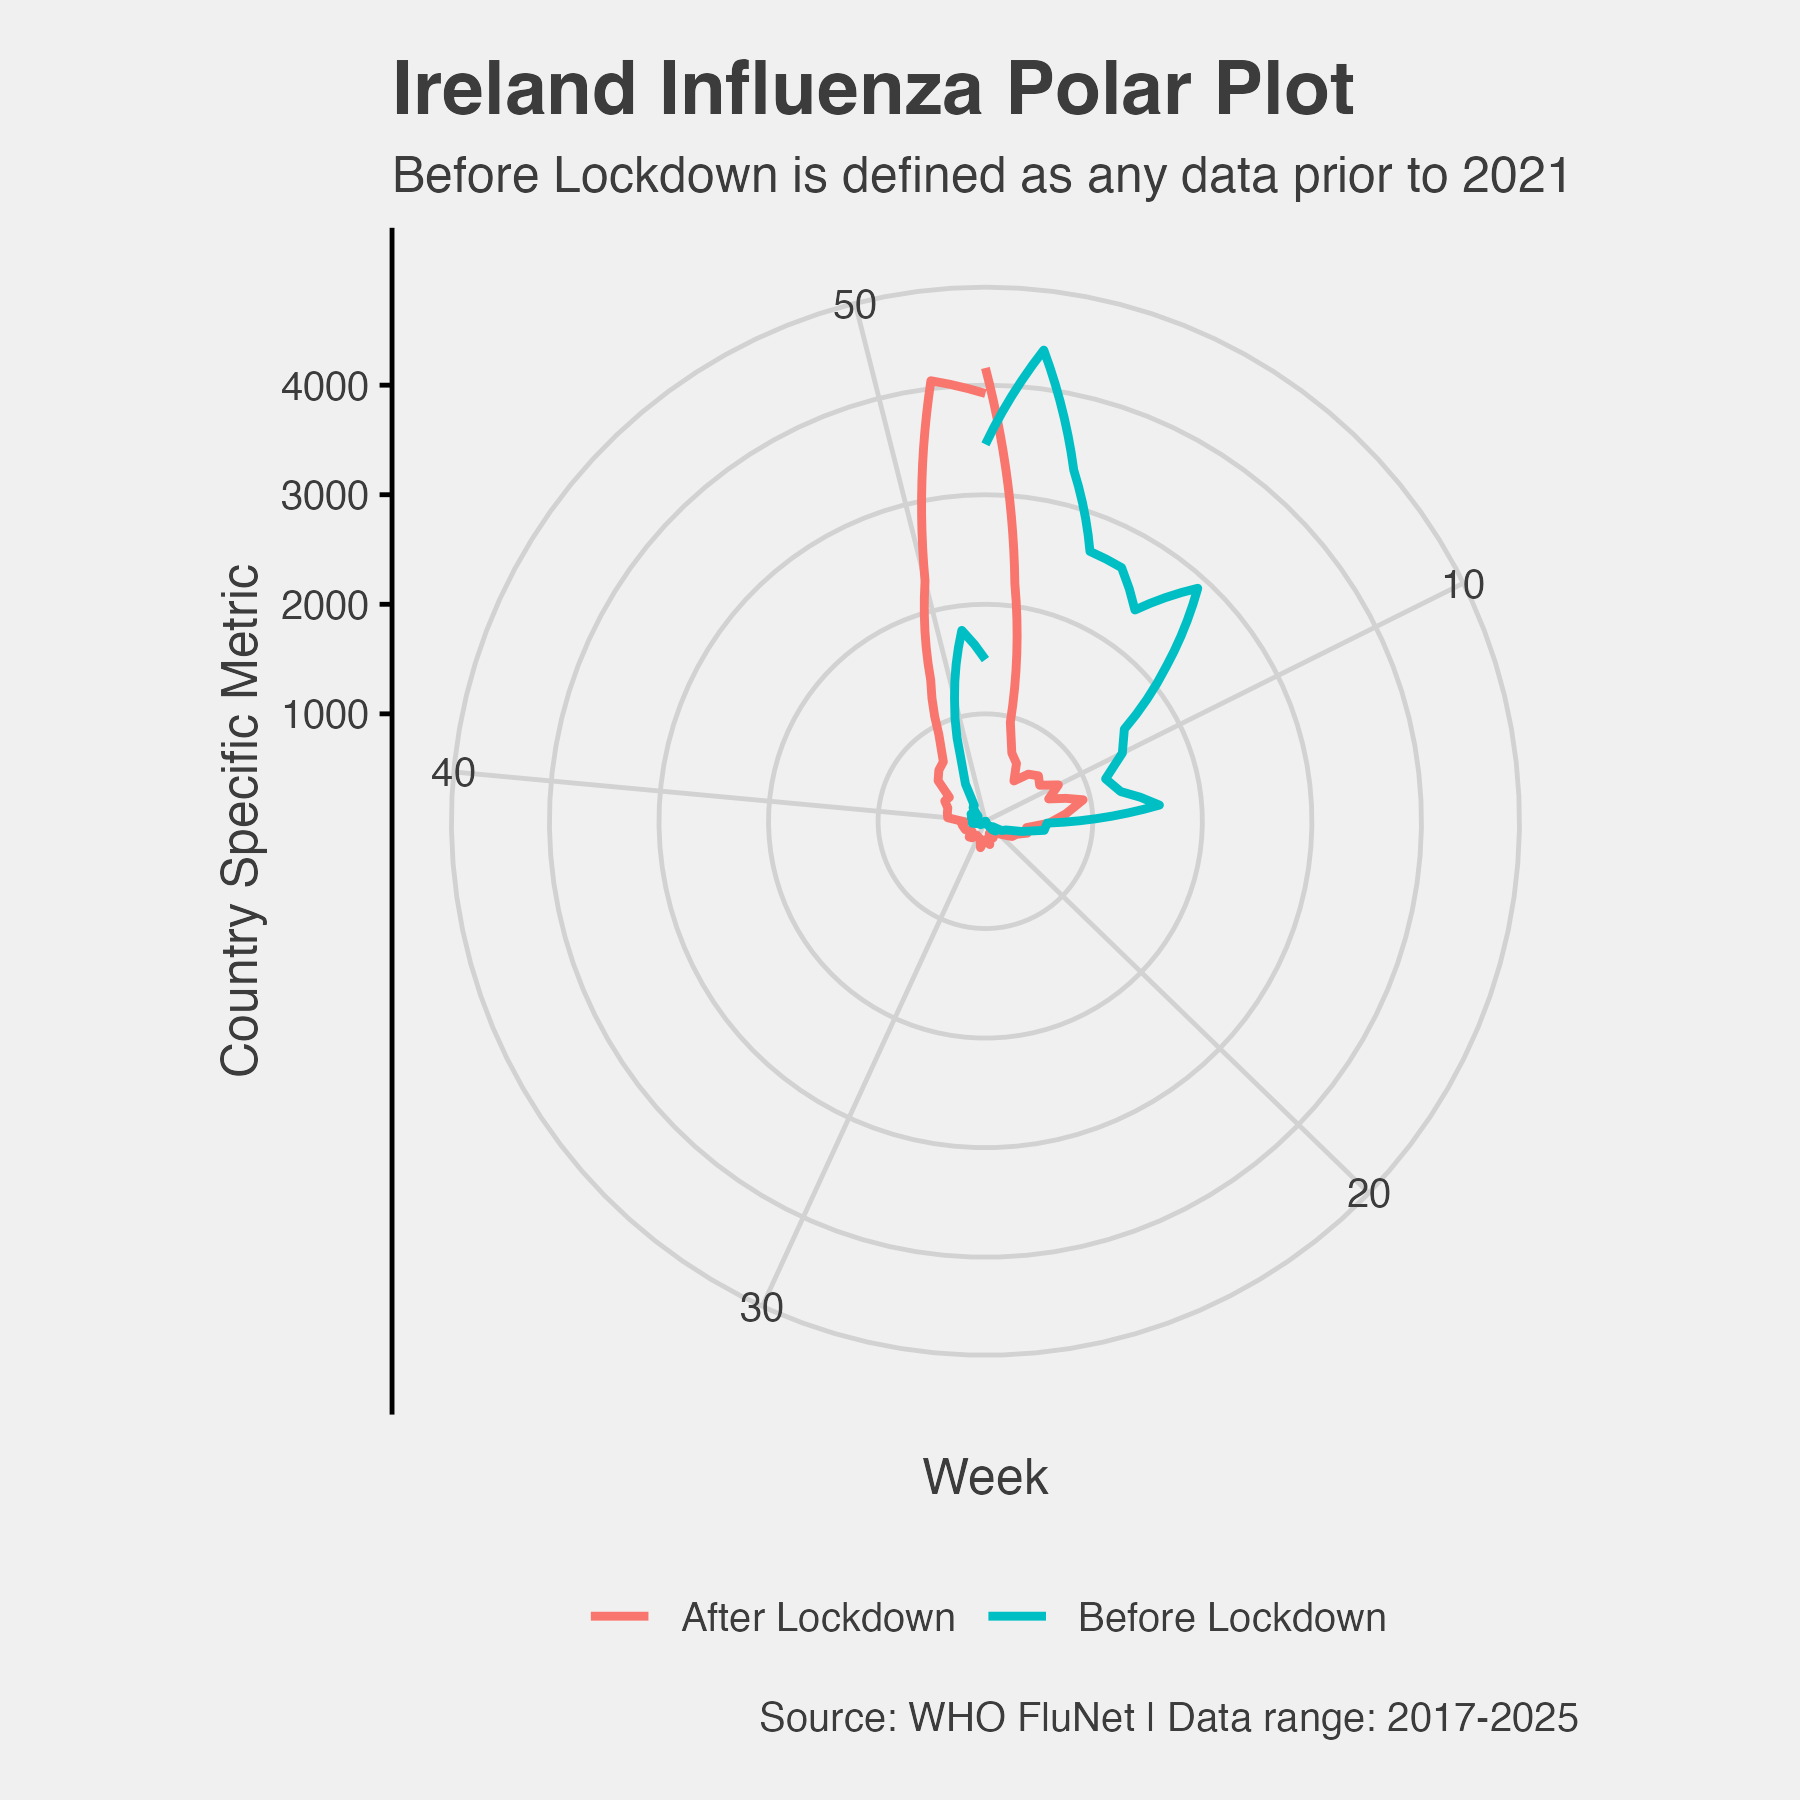 Ireland Influenza Polar Plot
Before Lockdown is defined as any data prior to 2021
50
4000
10
3000
2000
1000
40
20
30
Country Specific Metric
Week
After Lockdown
Before Lockdown
Source: WHO FluNet | Data range: 2017-2025